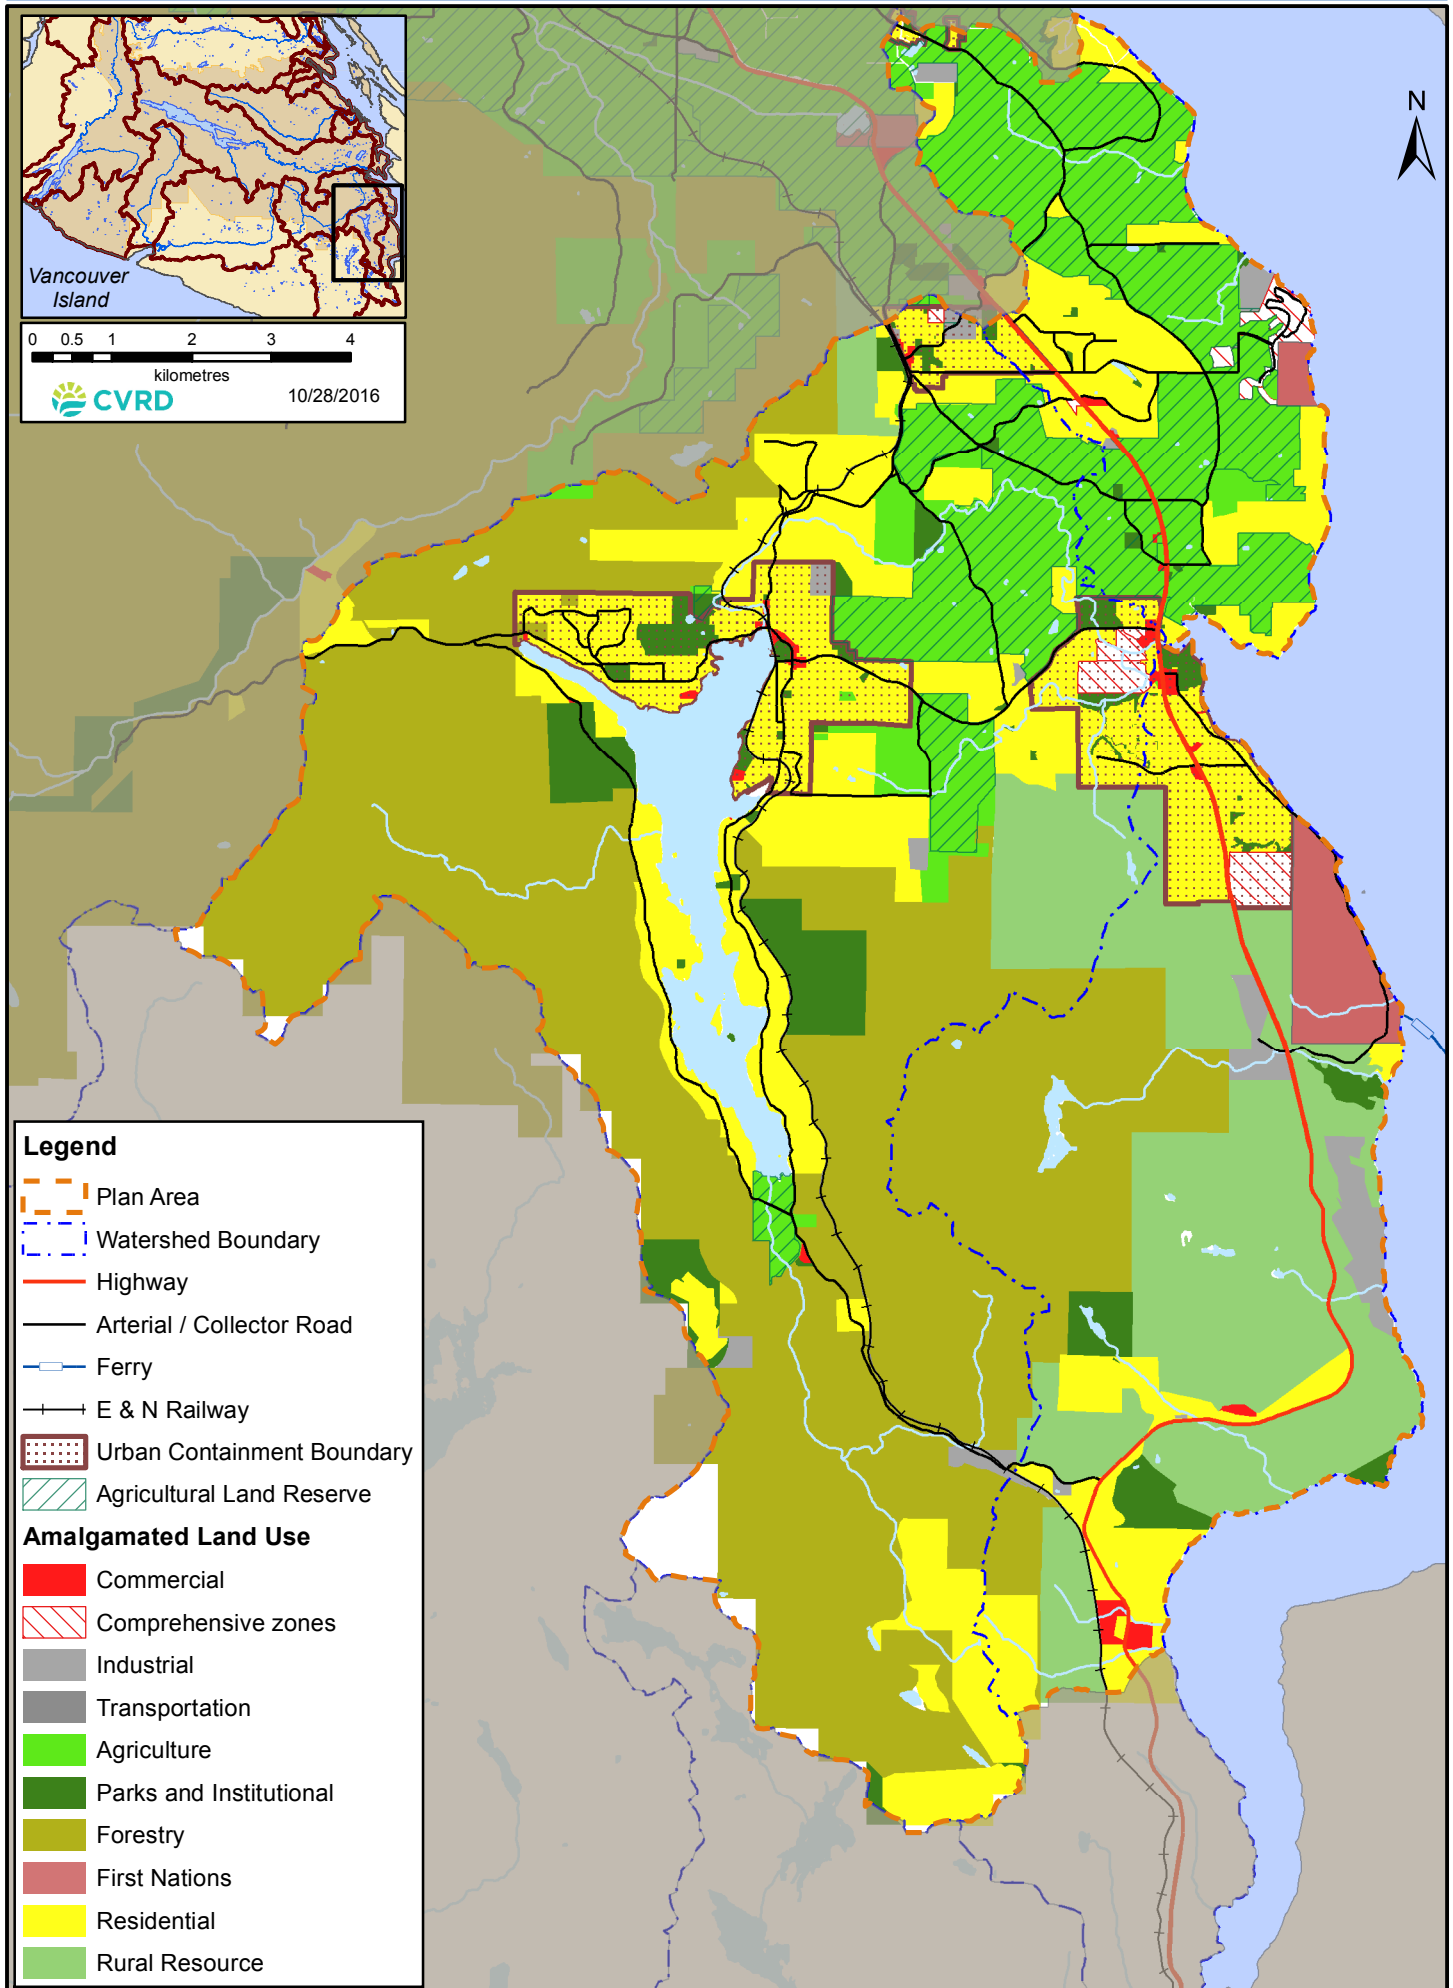 Vancouver
Island
0 0.5 1 2 3 4
kilometres
CVRD
10/28/2016
N
Legend
Plan Area
Watershed Boundary
Highway
Arterial / Collector Road
Ferry
E & N Railway
Urban Containment Boundary
Agricultural Land Reserve
Amalgamated Land Use
Commercial
Comprehensive zones
Industrial
Transportation
Agriculture
Parks and Institutional
Forestry
First Nations
Residential
Rural Resource